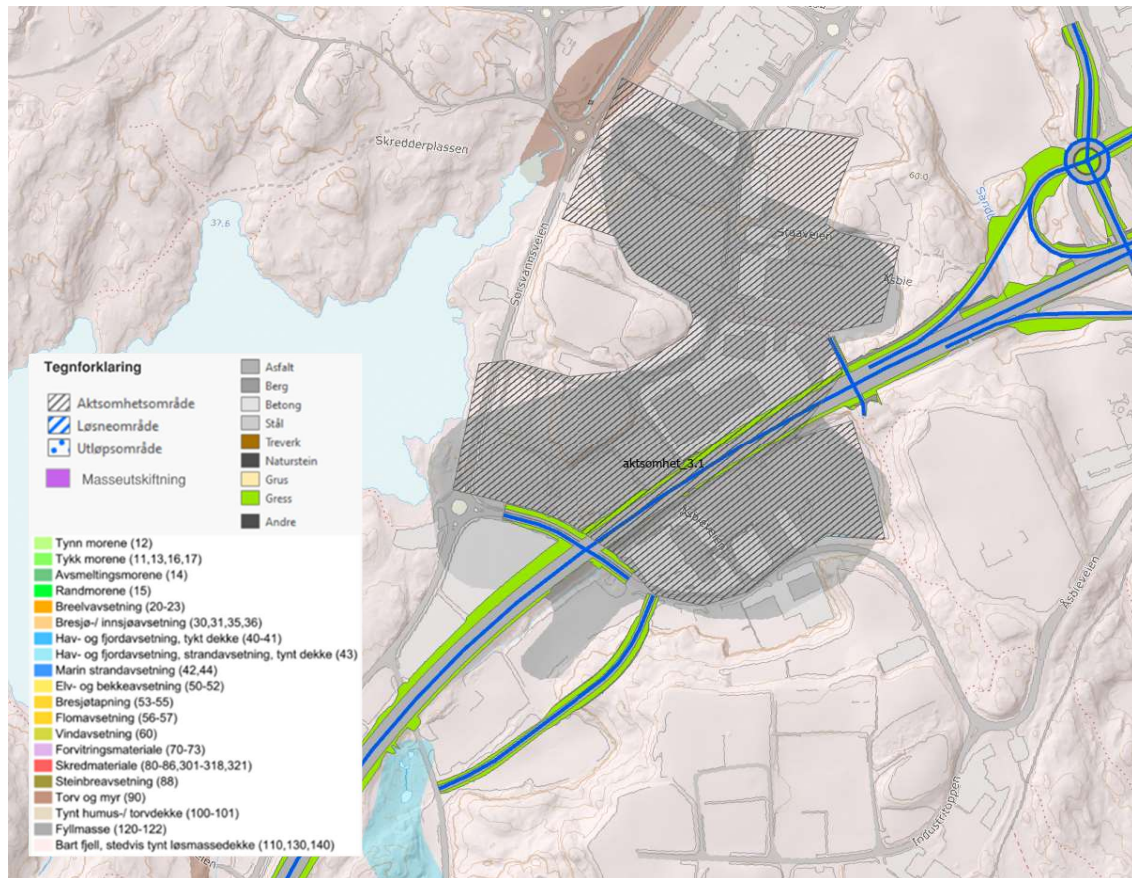 Skredderplassen
37.6
Sørsvannsveien
60.0
Åsbie
aktsomhet_3.1
Åsbieveien
Åsbieveien
Industritoppen
Tegnforklaring
Aktsomhetsområde
Løsneområde
Utløpsområde
Masseutskiftning
Asfalt
Berg
Betong
Stål
Treverk
Naturstein
Grus
Gress
Andre
Tynn morene (12)
Tykk morene (11,13,16,17)
Avsmeltingsmorene (14)
Randmorene (15)
Breelvavsetning (20-23)
Bresjø-/ innsjøavsetning (30,31,35,36)
Hav- og fjordavsetning, tykt dekke (40-41)
Hav- og fjordavsetning, strandavsetning, tynt dekke (43)
Marin strandavsetning (42,44)
Elv- og bekkeavsetning (50-52)
Bresjøtapning (53-55)
Flomavsetning (56-57)
Vindavsetning (60)
Forvitringsmateriale (70-73)
Skredmateriale (80-86,301-318,321)
Steinbreavsetning (88)
Torv og myr (90)
Tynt humus-/ torvdekke (100-101)
Fyllmasse (120-122)
Bart fjell, stedvis tynt løsmassedekke (110,130,140)